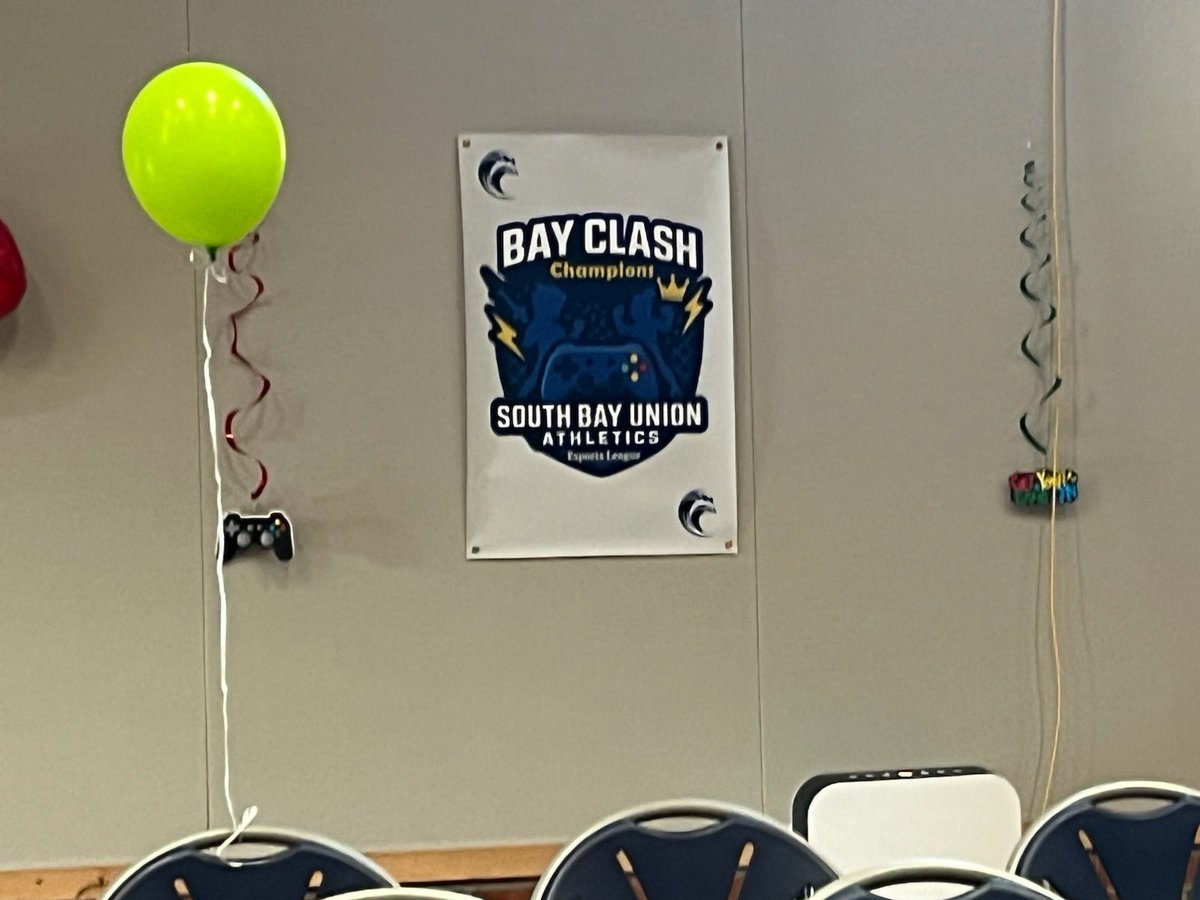 BAY CLASH
Champions
SOUTH BAY UNION
ATHLETICS
Esports League